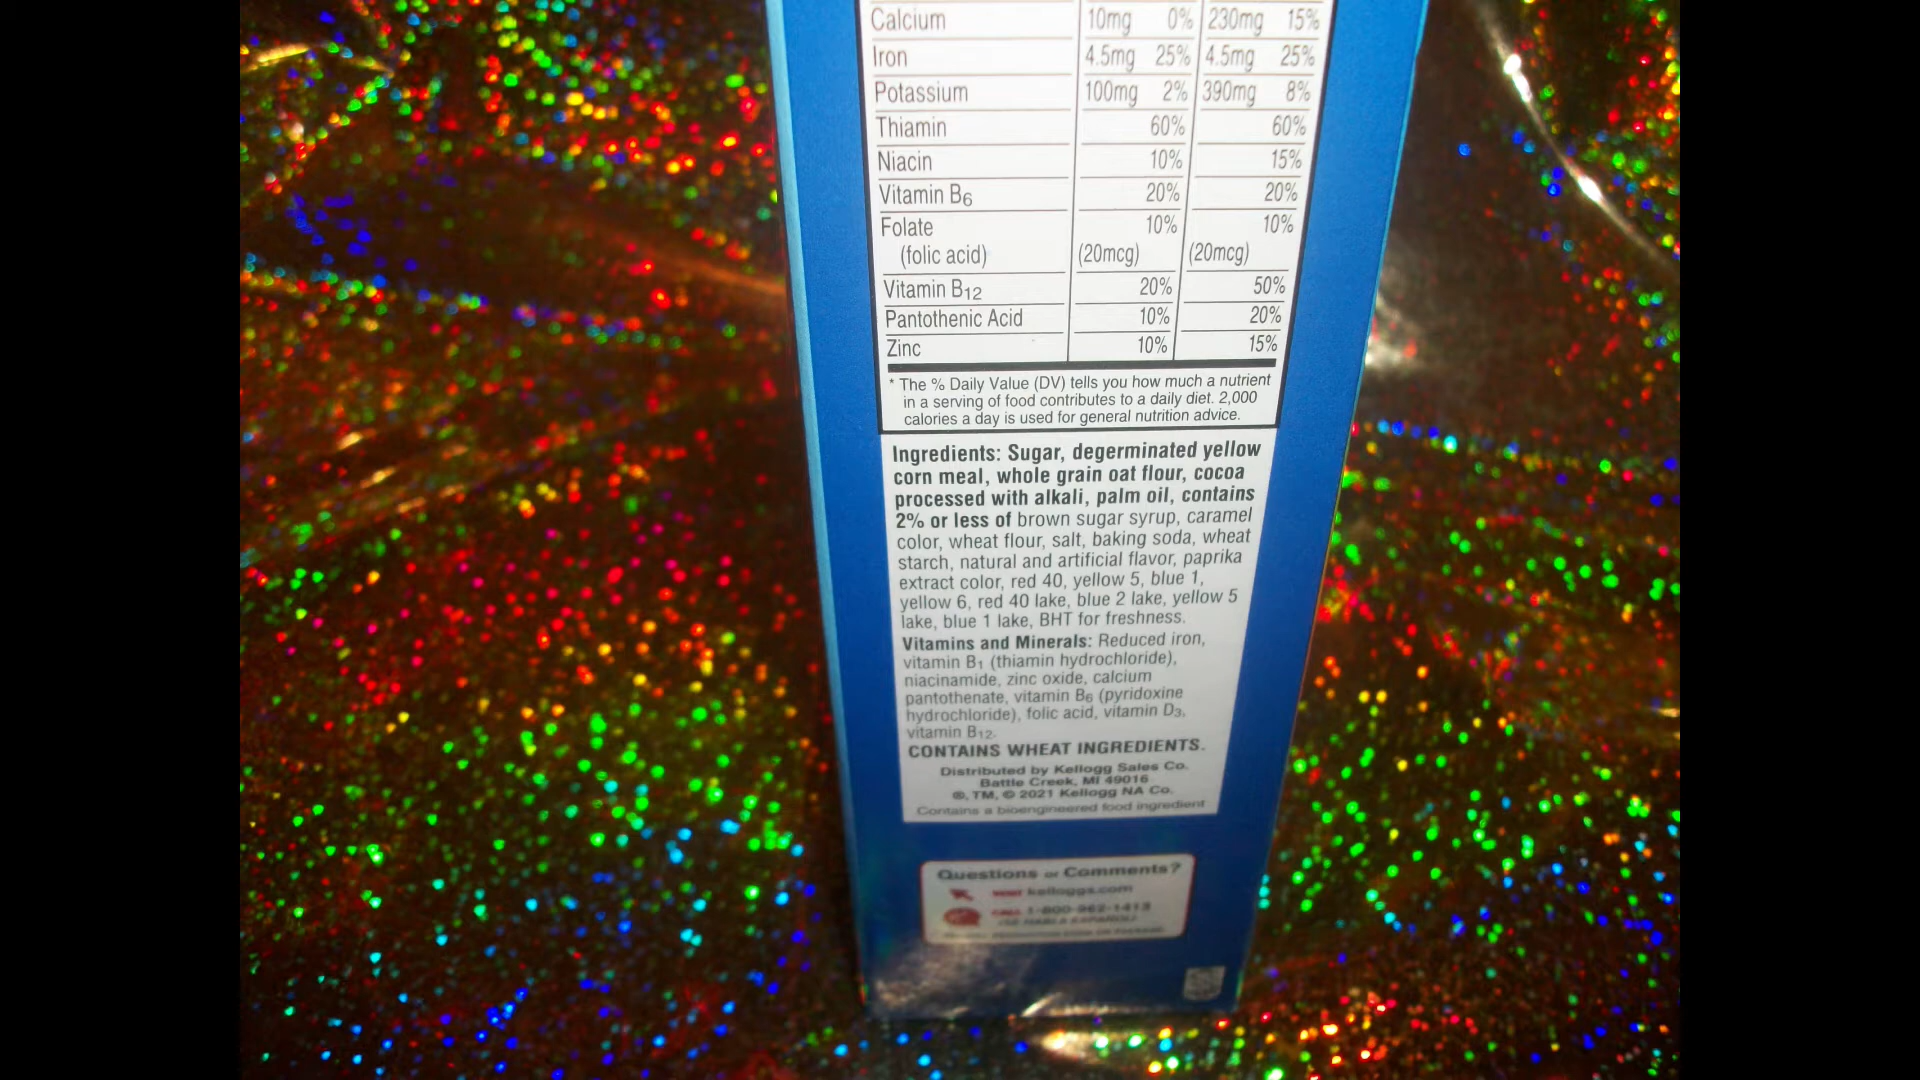 Calcium 10mg 0% 230mg 15%
Iron 4.5mg 25% 4.5mg 25%
Potassium 100mg 2% 390mg 8%
Thiamin 60% 60%
Niacin 10% 15%
Vitamin B6 20% 20%
Folate 10% 10%
(folic acid) (20mcg) (20mcg)
Vitamin B12 20% 50%
Pantothenic Acid 10% 20%
Zinc 10% 15%
* The % Daily Value (DV) tells you how much a nutrient
in a serving of food contributes to a daily diet. 2,000
calories a day is used for general nutrition advice.
Ingredients: Sugar, degerminated yellow
corn meal, whole grain oat flour, cocoa
processed with alkali, palm oil, contains
2% or less of brown sugar syrup, caramel
color, wheat flour, salt, baking soda, wheat
starch, natural and artificial flavor, paprika
extract color, red 40, yellow 5, blue 1,
yellow 6, red 40 lake, blue 2 lake, yellow 5
lake, blue 1 lake, BHT for freshness.
Vitamins and Minerals: Reduced iron,
vitamin B1 (thiamin hydrochloride),
niacinamide, zinc oxide, calcium
pantothenate, vitamin B6 (pyridoxine
hydrochloride), folic acid, vitamin D3,
vitamin B12.
CONTAINS WHEAT INGREDIENTS.
Distributed by Kellogg Sales Co.
Battle Creek, MI 49016
®, TM, © 2021 Kellogg NA Co.
Contains a bioengineered food ingredient
Questions or Comments?
VISIT kelloggs.com
CALL 1-800-962-1413